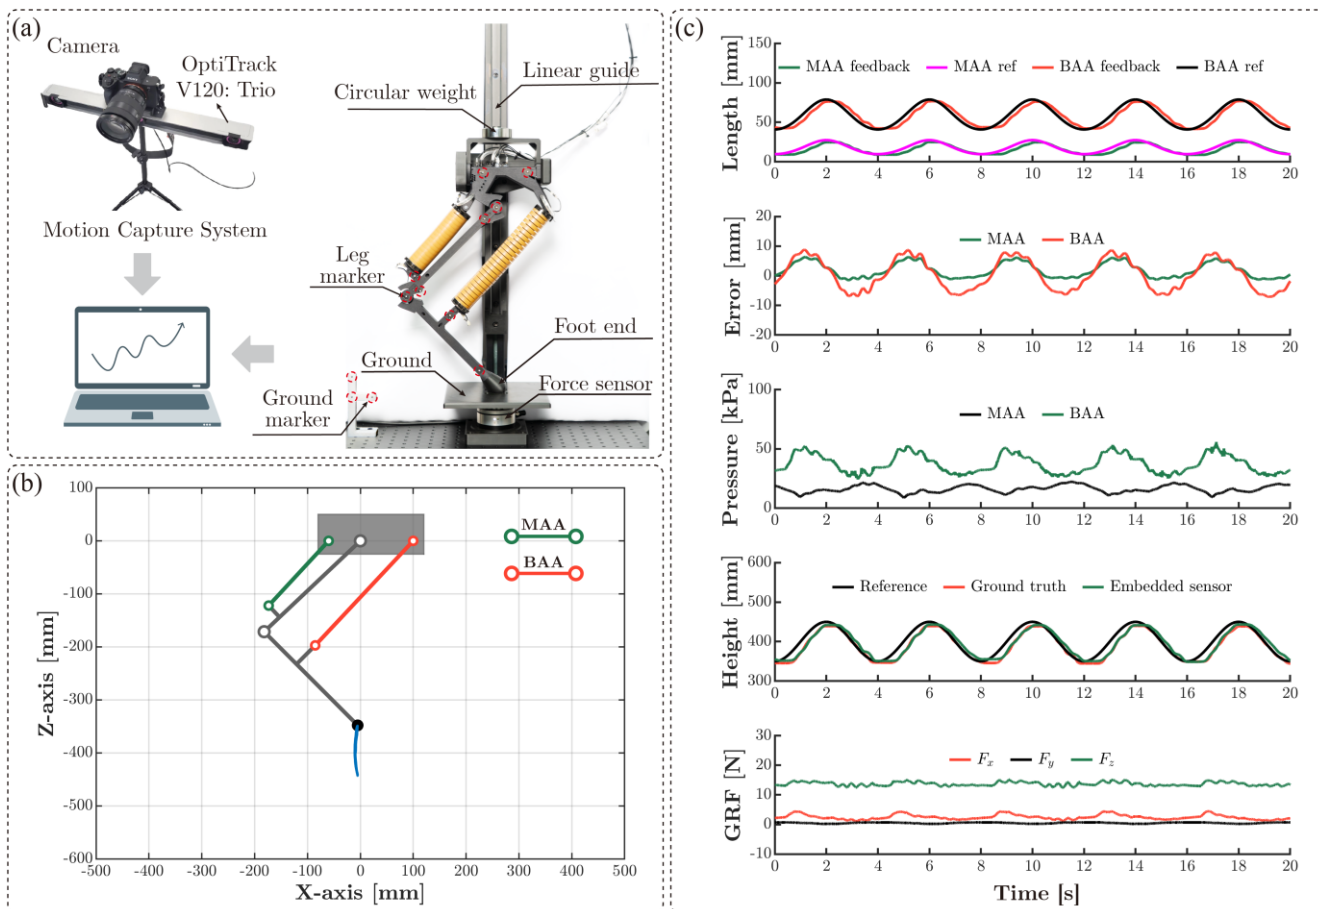 (a)
Camera
OptiTrack
V120: Trio
Motion Capture System
Linear guide
Circular weight
Leg
marker
Foot end
Ground
Force sensor
Ground
marker
(b)
100
0
-100
-200
-300
-400
-500
-600
Z-axis [mm]
-500 -400 -300 -200 -100 0 100 200 300 400 500
X-axis [mm]
MAA
BAA
(c)
150
100
50
0
Length [mm]
MAA feedback MAA ref BAA feedback BAA ref
0 2 4 6 8 10 12 14 16 18 20
20
10
0
-10
-20
Error [mm]
MAA BAA
0 2 4 6 8 10 12 14 16 18 20
100
50
0
Pressure [kPa]
MAA BAA
0 2 4 6 8 10 12 14 16 18 20
600
500
400
300
Height [mm]
Reference Ground truth Embedded sensor
0 2 4 6 8 10 12 14 16 18 20
30
20
10
0
-10
GRF [N]
Fx Fy Fz
0 2 4 6 8 10 12 14 16 18 20
Time [s]